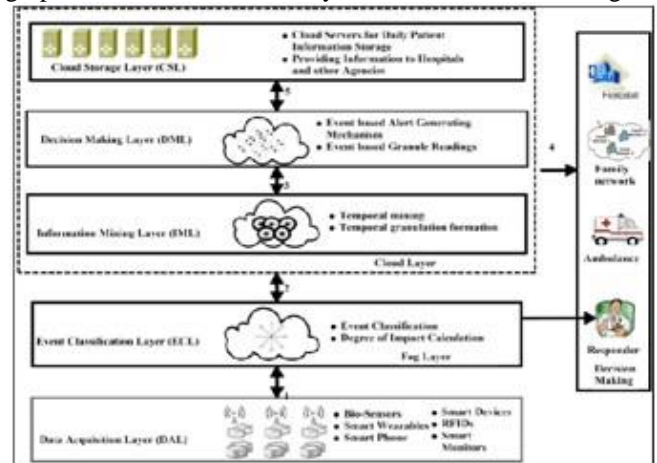 Cloud Servers for Daily Patient
Information Storage
Providing Information to Hospitals
and other Agencies
Cloud Storage Layer (CSL)
5
Event based Alert Generating
Mechanism
Event based Granule Readings
Decision Making Layer (DML)
3
4
Temporal mining
Temporal granulation formation
Information Mining Layer (IML)
Cloud Layer
Hospital
Family
network
Ambulance
Responder
Decision
Making
2
Event Classification
Degree of Impact Calculation
Event Classification Layer (ECL)
Fog Layer
1
Bio-Sensors
Smart Wearables
Smart Phone
Smart Devices
RFIDs
Smart
Monitors
Data Acquisition Layer (DAL)